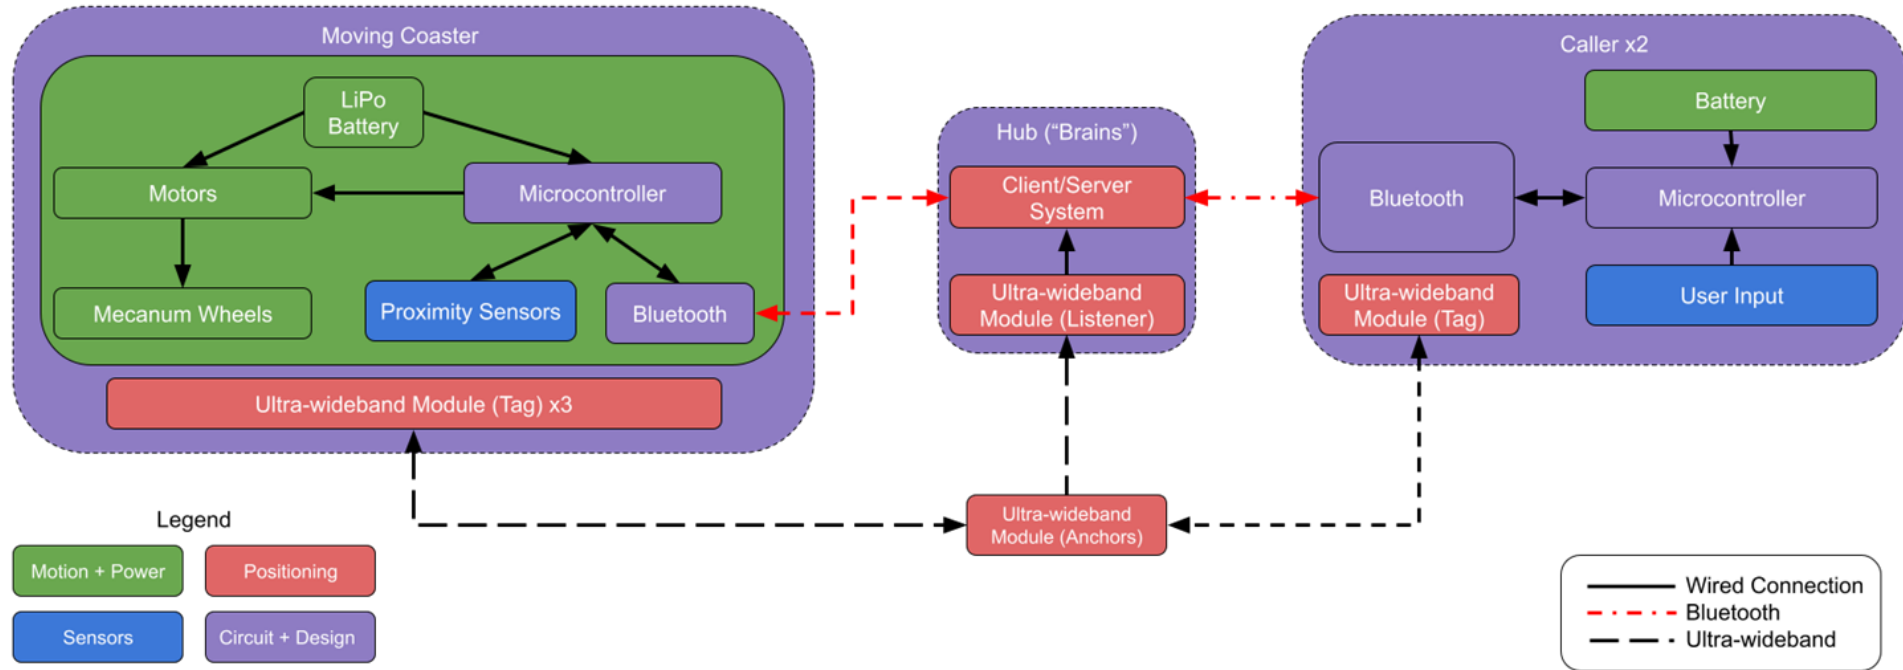 Moving Coaster
LiPo
Battery
Motors
Microcontroller
Mecanum Wheels
Proximity Sensors
Bluetooth
Ultra-wideband Module (Tag) x3
Hub (“Brains”)
Client/Server
System
Ultra-wideband
Module (Listener)
Ultra-wideband
Module (Anchors)
Caller x2
Battery
Bluetooth
Microcontroller
Ultra-wideband
Module (Tag)
User Input
Legend
Motion + Power
Positioning
Sensors
Circuit + Design
Wired Connection
Bluetooth
Ultra-wideband